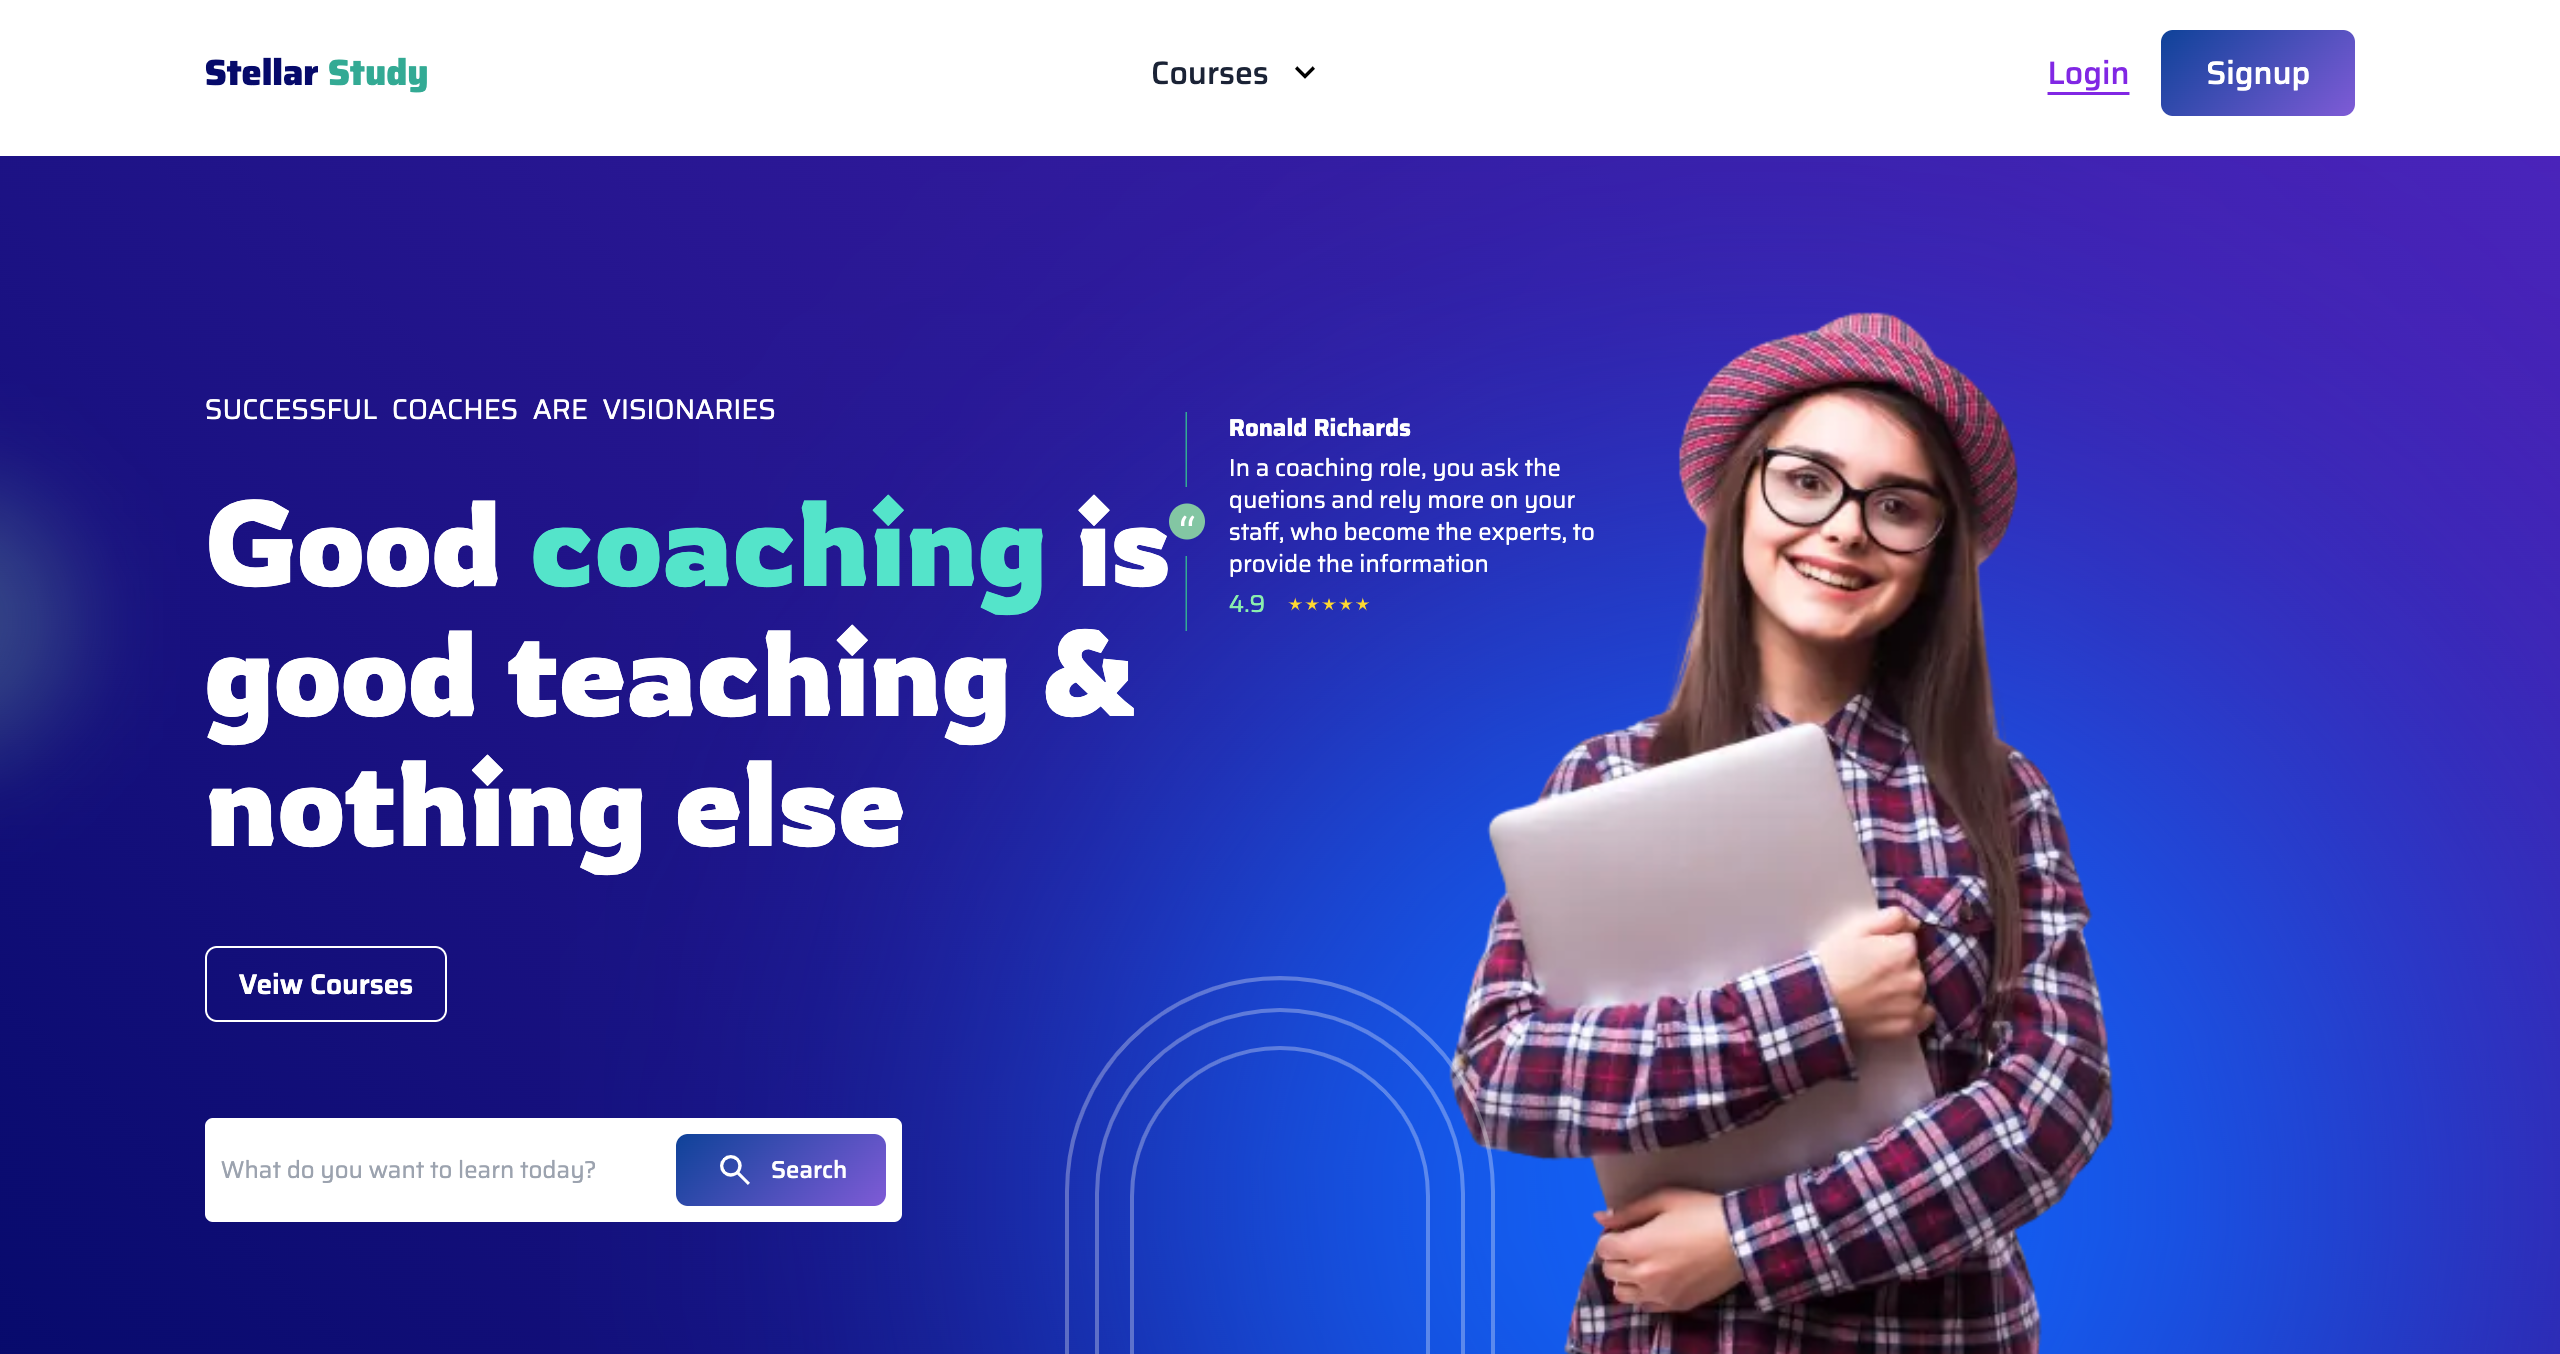 Stellar Study
Courses
Login
Signup
SUCCESSFUL COACHES ARE VISIONARIES
Good coaching is
good teaching &
nothing else
Veiw Courses
What do you want to learn today?
Search
Ronald Richards
In a coaching role, you ask the
quetions and rely more on your
staff, who become the experts, to
provide the information
4.9 ★★★★★